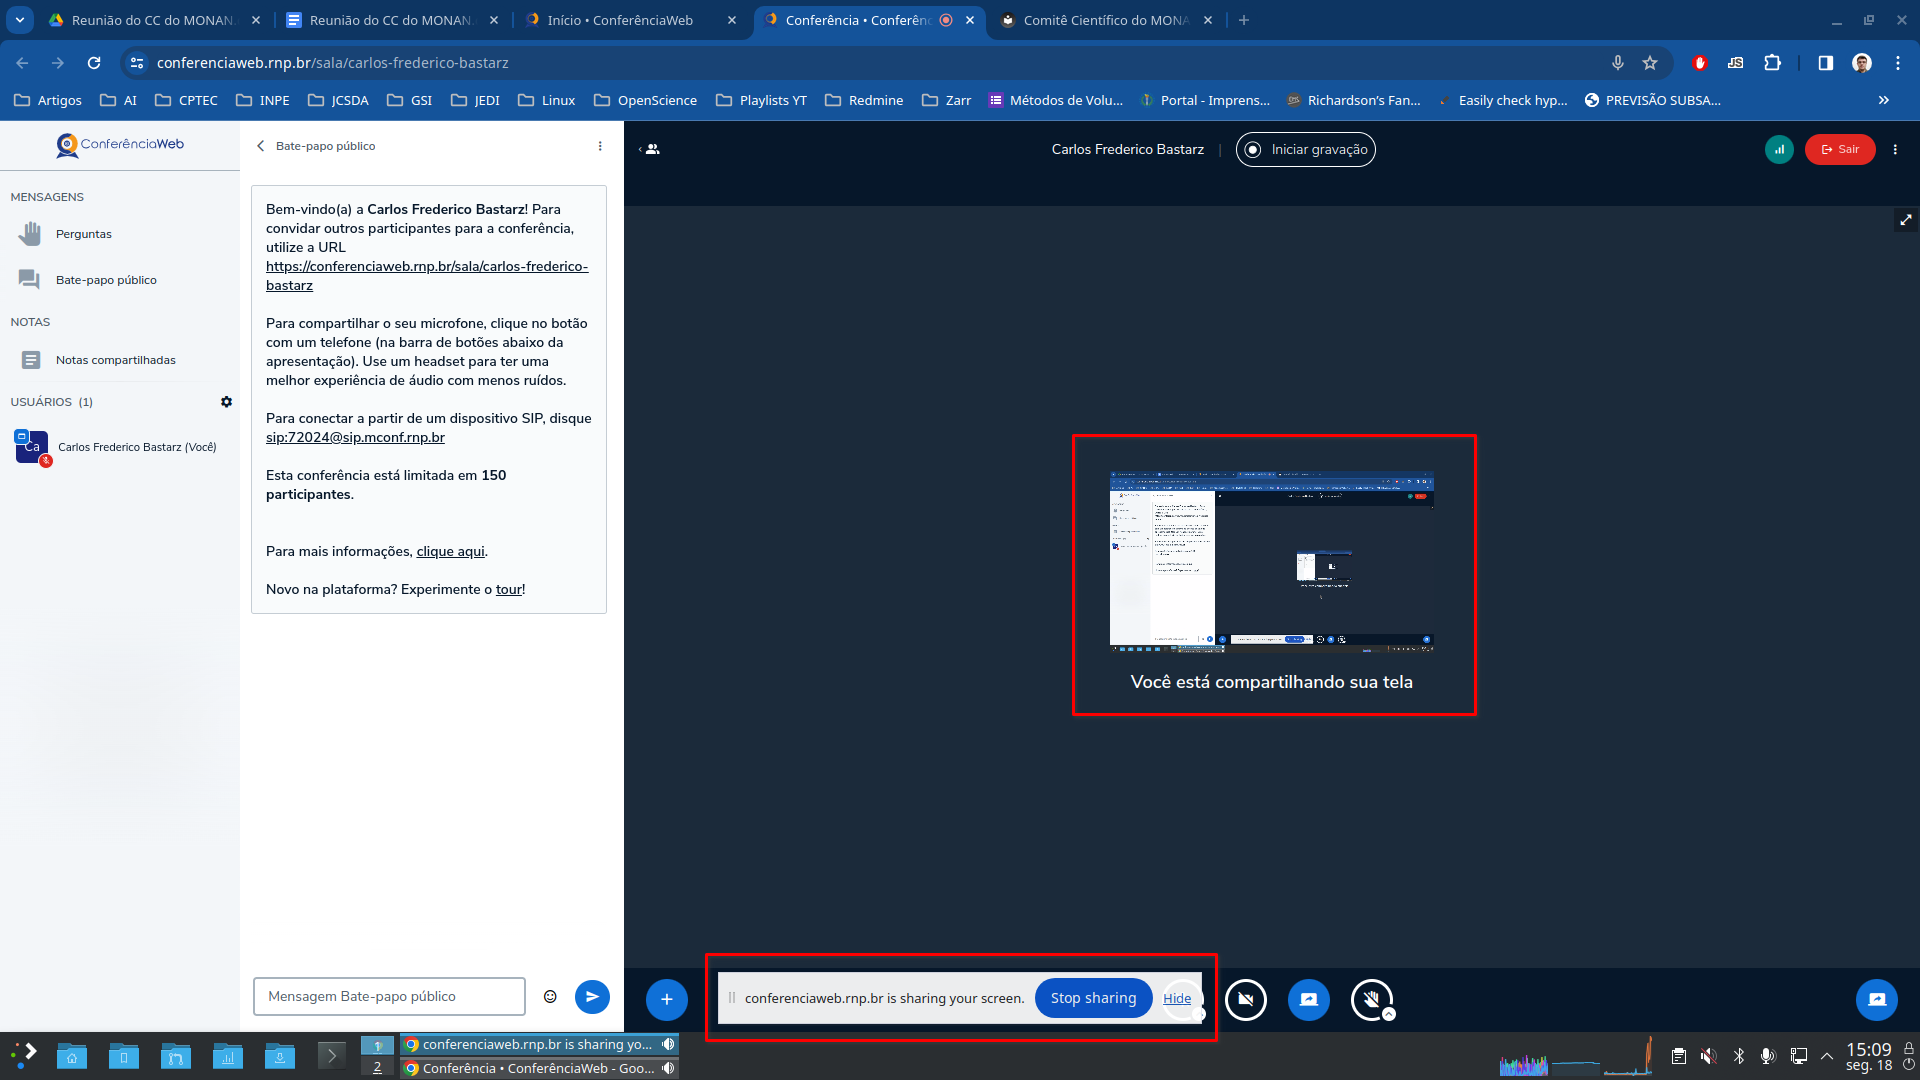 Reunião do CC do MONAN.
Reunião do CC do MONAN.
Início • ConferênciaWeb
Conferência • Conferênc
Comitê Científico do MONA
conferenciaweb.rnp.br/sala/carlos-frederico-bastarz
Artigos
AI
CPTEC
INPE
JCSDA
GSI
JEDI
Linux
OpenScience
Playlists YT
Redmine
Zarr
Métodos de Volu...
Portal - Imprens...
Richardson's Fan...
Easily check hyp...
PREVISÃO SUBSA...
ConferênciaWeb
MENSAGENS
Perguntas
Bate-papo público
NOTAS
Notas compartilhadas
USUÁRIOS (1)
Ca
Carlos Frederico Bastarz (Você)
Bate-papo público
Bem-vindo(a) a Carlos Frederico Bastarz! Para
convidar outros participantes para a conferência,
utilize a URL
https://conferenciaweb.rnp.br/sala/carlos-frederico-
bastarz
Para compartilhar o seu microfone, clique no botão
com um telefone (na barra de botões abaixo da
apresentação). Use um headset para ter uma
melhor experiência de áudio com menos ruídos.
Para conectar a partir de um dispositivo SIP, disque
sip:72024@sip.mconf.rnp.br
Esta conferência está limitada em 150
participantes.
Para mais informações, clique aqui.
Novo na plataforma? Experimente o tour!
Mensagem Bate-papo público
Carlos Frederico Bastarz
Iniciar gravação
Sair
Você está compartilhando sua tela
conferenciaweb.rnp.br is sharing your screen.
Stop sharing
Hide
1
2
conferenciaweb.rnp.br is sharing yo...
Conferência • ConferênciaWeb - Goo...
15:09
seg. 18